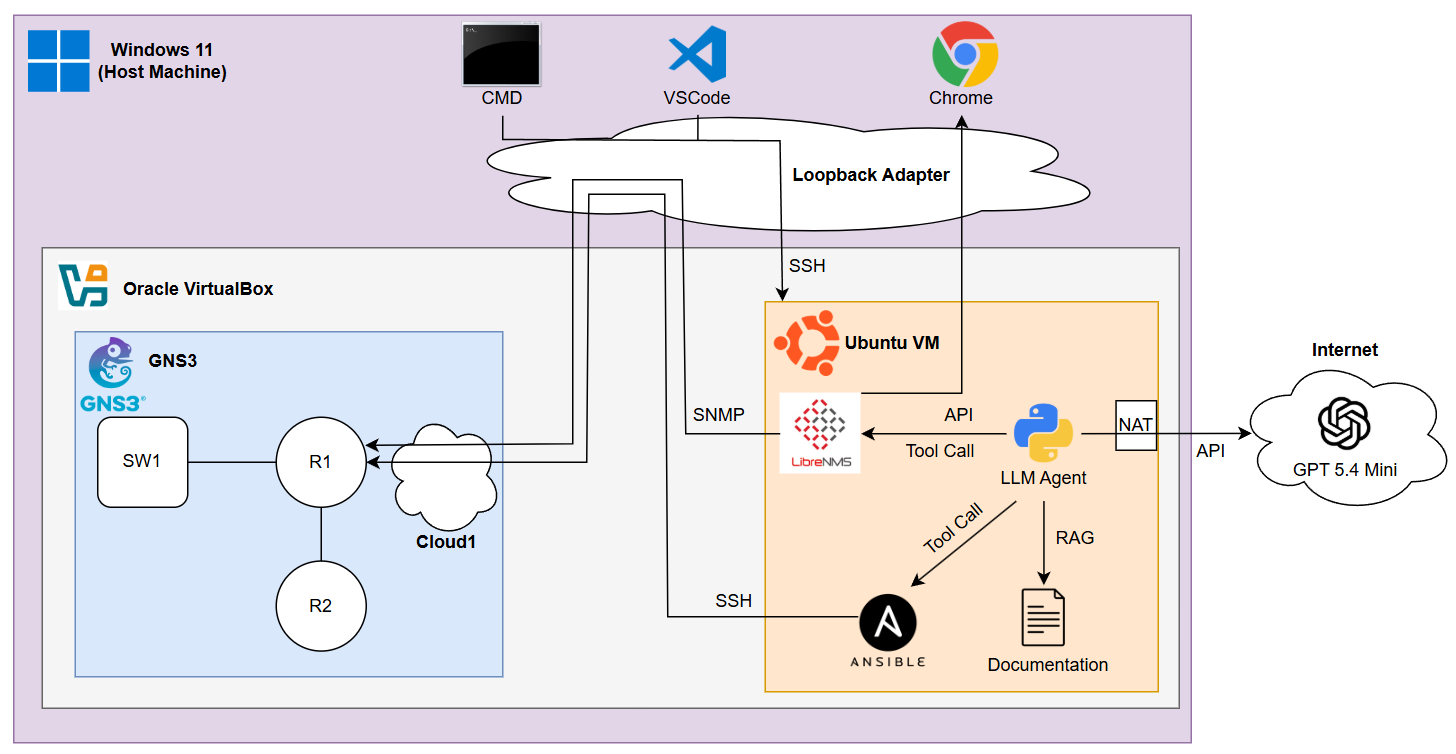 Windows 11
(Host Machine)
C:\.
CMD
VSCode
Chrome
Loopback Adapter
SSH
Oracle VirtualBox
GNS3
GNS3®
SW1
R1
R2
Cloud1
Ubuntu VM
SNMP
LibreNMS
API
Tool Call
LLM Agent
NAT
API
Internet
GPT 5.4 Mini
Tool Call
RAG
SSH
ANSIBLE
Documentation